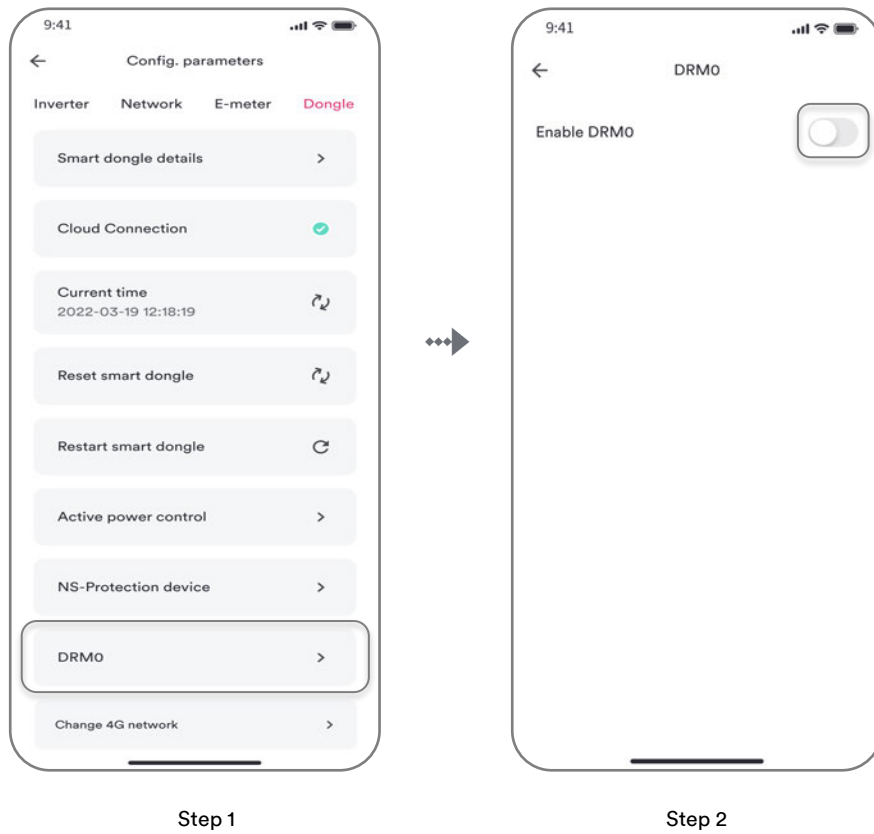 9:41
Config. parameters
Inverter Network E-meter Dongle
Smart dongle details
Cloud Connection
Current time
2022-03-19 12:18:19
Reset smart dongle
Restart smart dongle
Active power control
NS-Protection device
DRM0
Change 4G network
Step 1
9:41
DRM0
Enable DRM0
Step 2